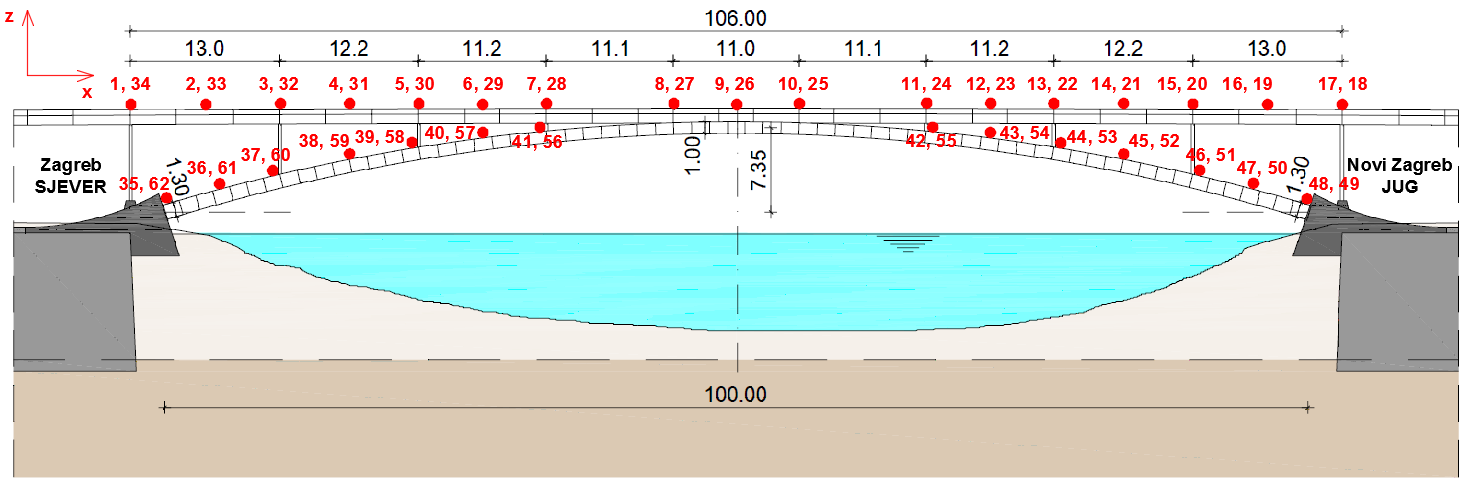 z
106.00
13.0 12.2 11.2 11.1 11.0 11.1 11.2 12.2 13.0
x
1, 34 2, 33 3, 32 4, 31 5, 30 6, 29 7, 28 8, 27 9, 26 10, 25 11, 24 12, 23 13, 22 14, 21 15, 20 16, 19 17, 18
35, 62 36, 61 37, 60 38, 59 39, 58 40, 57 41, 56 42, 55 43, 54 44, 53 45, 52 46, 51 47, 50 48, 49
Zagreb
SJEVER
1.30
1.00
7.35
1.30
Novi Zagreb
JUG
100.00